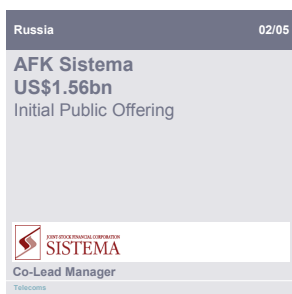 Russia 02/05
AFK Sistema
US$1.56bn
Initial Public Offering
JOINT-STOCK FINANCIAL CORPORATION
SISTEMA
Co-Lead Manager
Telecoms